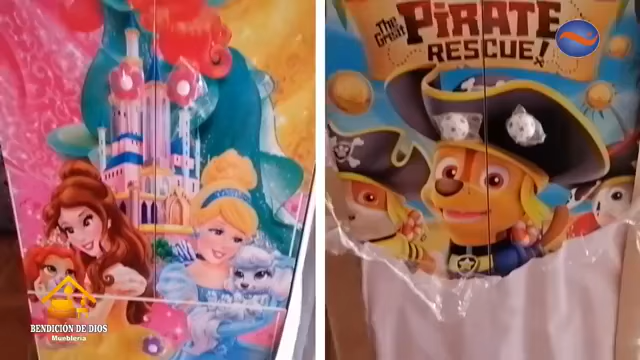 The Great
PIRATE
RESCUE!
BENDICIÓN DE DIOS
Mueblería